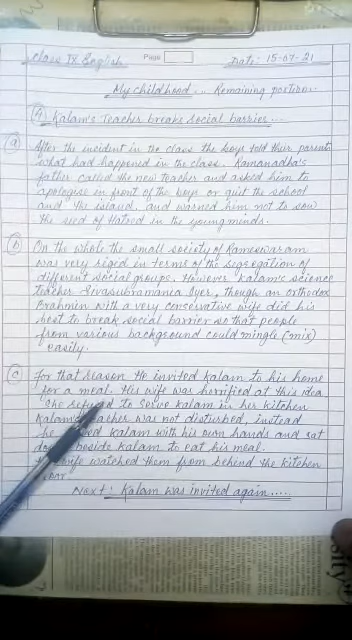 Class IX English Page Date: 15-07-21
My childhood... Remaining portion.
4) Kalam's Teacher breaks social barrier...
a) After the incident in the class the boys told their parents
what had happened in the class. Ramanadha's
father called the new teacher and asked him to
apologise in front of the boys or quit the school
and the island. and warned him not to sow
the seed of Hatred in the young minds.
b) On the whole the small society of Rameswaram
was very rigid in terms of the segregation of
different social groups. However kalam's science
teacher Sivasubramania Iyer, though an orthodox
Brahmin with a very conservative wife did his
best to break social barrier so that people
from various background could mingle (mix)
easily.
c) for that reason He invited kalam to his home
for a meal. His wife was horrified at this idea
she refused to serve kalam in her kitchen
Kalam's teacher was not disturbed, instead
he kalam with his own hands and sat
beside kalam to eat his meal.
wife watched them from behend the kitchen
Next: Kalam was invited again.....